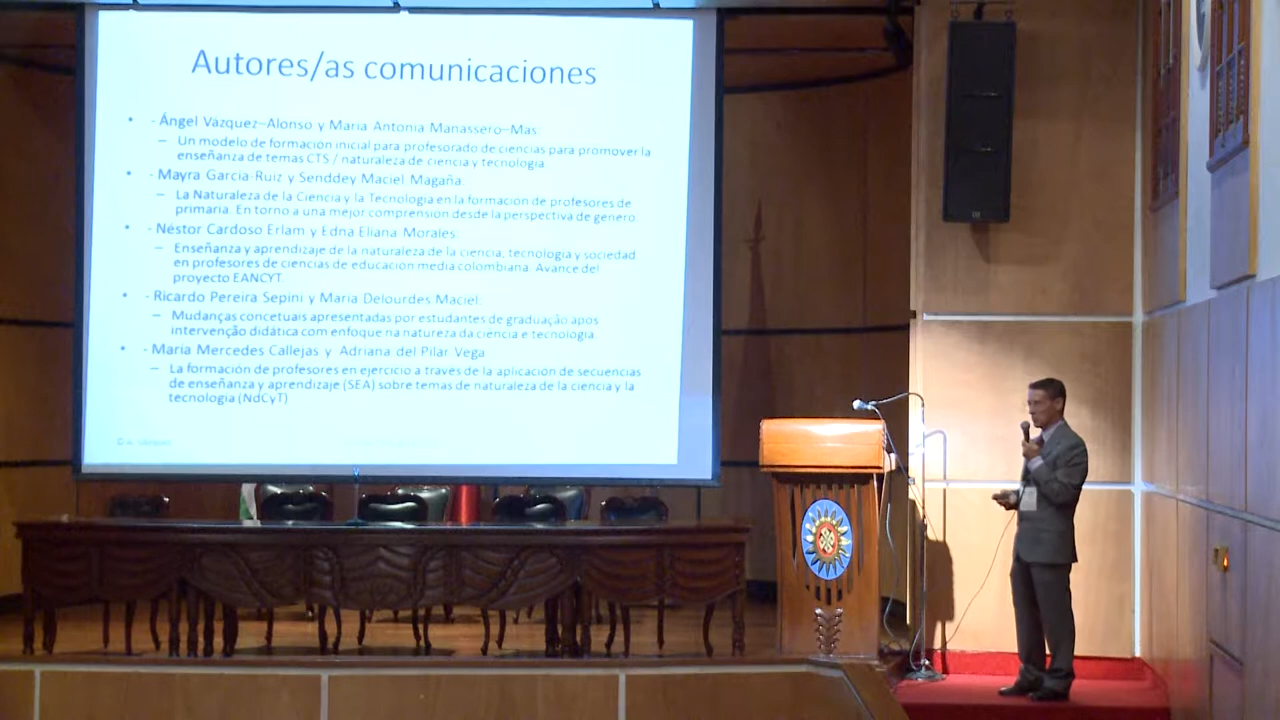 Autores/as comunicaciones
• - Ángel Vázquez–Alonso y Maria Antonia Manassero–Mas
– Un modelo de formación inicial para profesorado de ciencias para promover la
enseñanza de temas CTS / naturaleza de ciencia y tecnología
• - Mayra García-Ruiz y Senddey Maciel Magaña.
– La Naturaleza de la Ciencia y la Tecnología en la formación de profesores de
primaria. En torno a una mejor comprensión desde la perspectiva de género
• - Néstor Cardoso Erlam y Edna Eliana Morales:
– Enseñanza y aprendizaje de la naturaleza de la ciencia, tecnología y sociedad
en profesores de ciencias de educación media colombiana. Avance del
proyecto EANCYT.
• - Ricardo Pereira Sepini y Maria Delourdes Maciel:
– Mudanças concetuais apresentadas por estudantes de graduação após
intervenção didática com enfoque na natureza da ciência e tecnologia.
• - María Mercedes Callejas y Adriana del Pilar Vega
– La formación de profesores en ejercicio a través de la aplicación de secuencias
de enseñanza y aprendizaje (SEA) sobre temas de naturaleza de la ciencia y la
tecnología (NdCyT)
© A. Vázquez